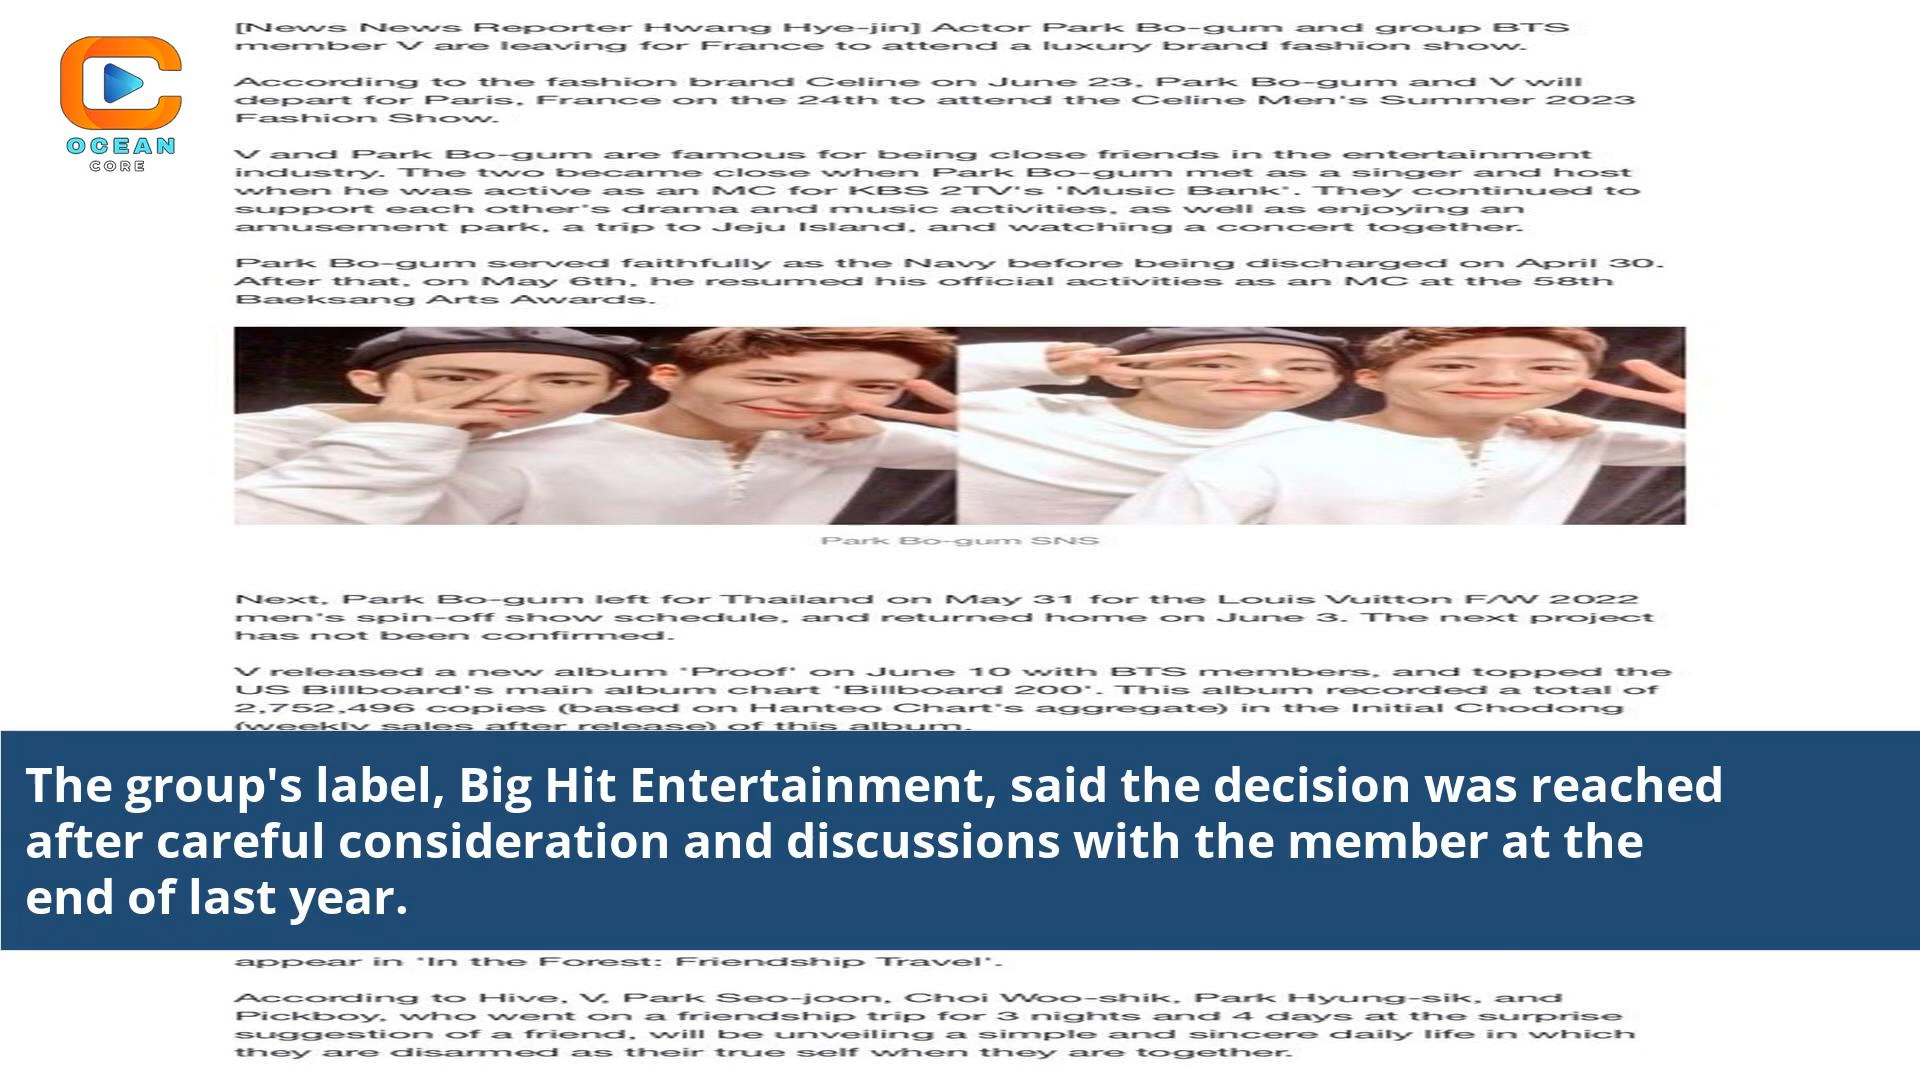 [News News Reporter Hwang Hye-jin] Actor Park Bo-gum and group BTS
member V are leaving for France to attend a luxury brand fashion show.
OCEAN
CORE
According to the fashion brand Celine on June 23, Park Bo-gum and V will
depart for Paris, France on the 24th to attend the Celine Men's Summer 2023
Fashion Show.
V and Park Bo-gum are famous for being close friends in the entertainment
industry. The two became close when Park Bo-gum met as a singer and host
when he was active as an MC for KBS 2TV's 'Music Bank'. They continued to
support each other's drama and music activities, as well as enjoying an
amusement park, a trip to Jeju Island, and watching a concert together.
Park Bo-gum served faithfully as the Navy before being discharged on April 30.
After that, on May 6th, he resumed his official activities as an MC at the 58th
Baeksang Arts Awards.
Park Bo-gum SNS
Next, Park Bo-gum left for Thailand on May 31 for the Louis Vuitton F/W 2022
men's spin-off show schedule, and returned home on June 3. The next project
has not been confirmed.
V released a new album 'Proof' on June 10 with BTS members, and topped the
US Billboard's main album chart 'Billboard 200'. This album recorded a total of
2,752,496 copies (based on Hanteo Chart's aggregate) in the Initial Chodong
(weekly sales after release) of this album.
The group's label, Big Hit Entertainment, said the decision was reached
after careful consideration and discussions with the member at the
end of last year.
appear in 'In the Forest: Friendship Travel'.
According to Hive, V, Park Seo-joon, Choi Woo-shik, Park Hyung-sik, and
Pickboy, who went on a friendship trip for 3 nights and 4 days at the surprise
suggestion of a friend, will be unveiling a simple and sincere daily life in which
they are disarmed as their true self when they are together.